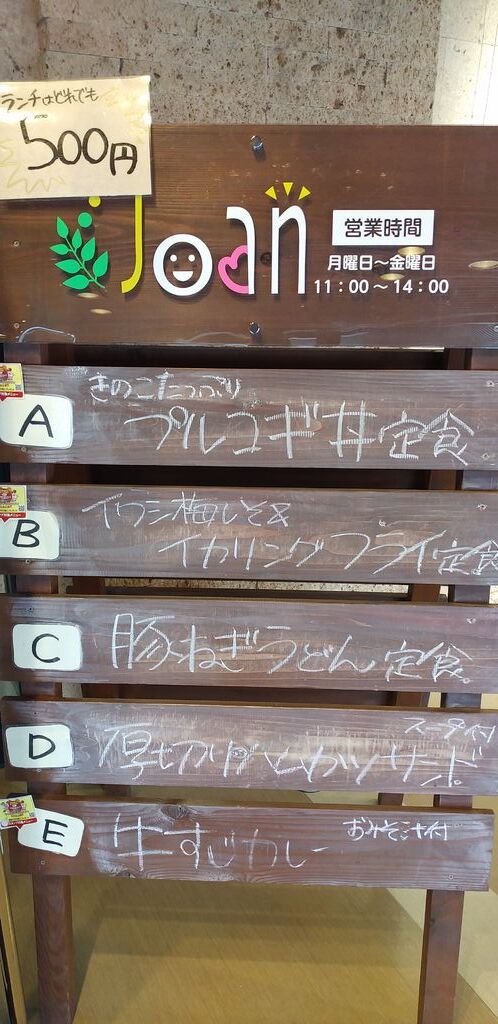 ランチはどれでも
500円
Joan
営業時間
月曜日～金曜日
11：00～14：00
A
きのこたっぷり
プルコギ丼定食
B
イワシ梅しそ&
イカリングフライ定食
C
豚ねぎうどん定食
D
スープ付
厚切りハムカツサンド
E
牛すじカレー
おみそ汁付